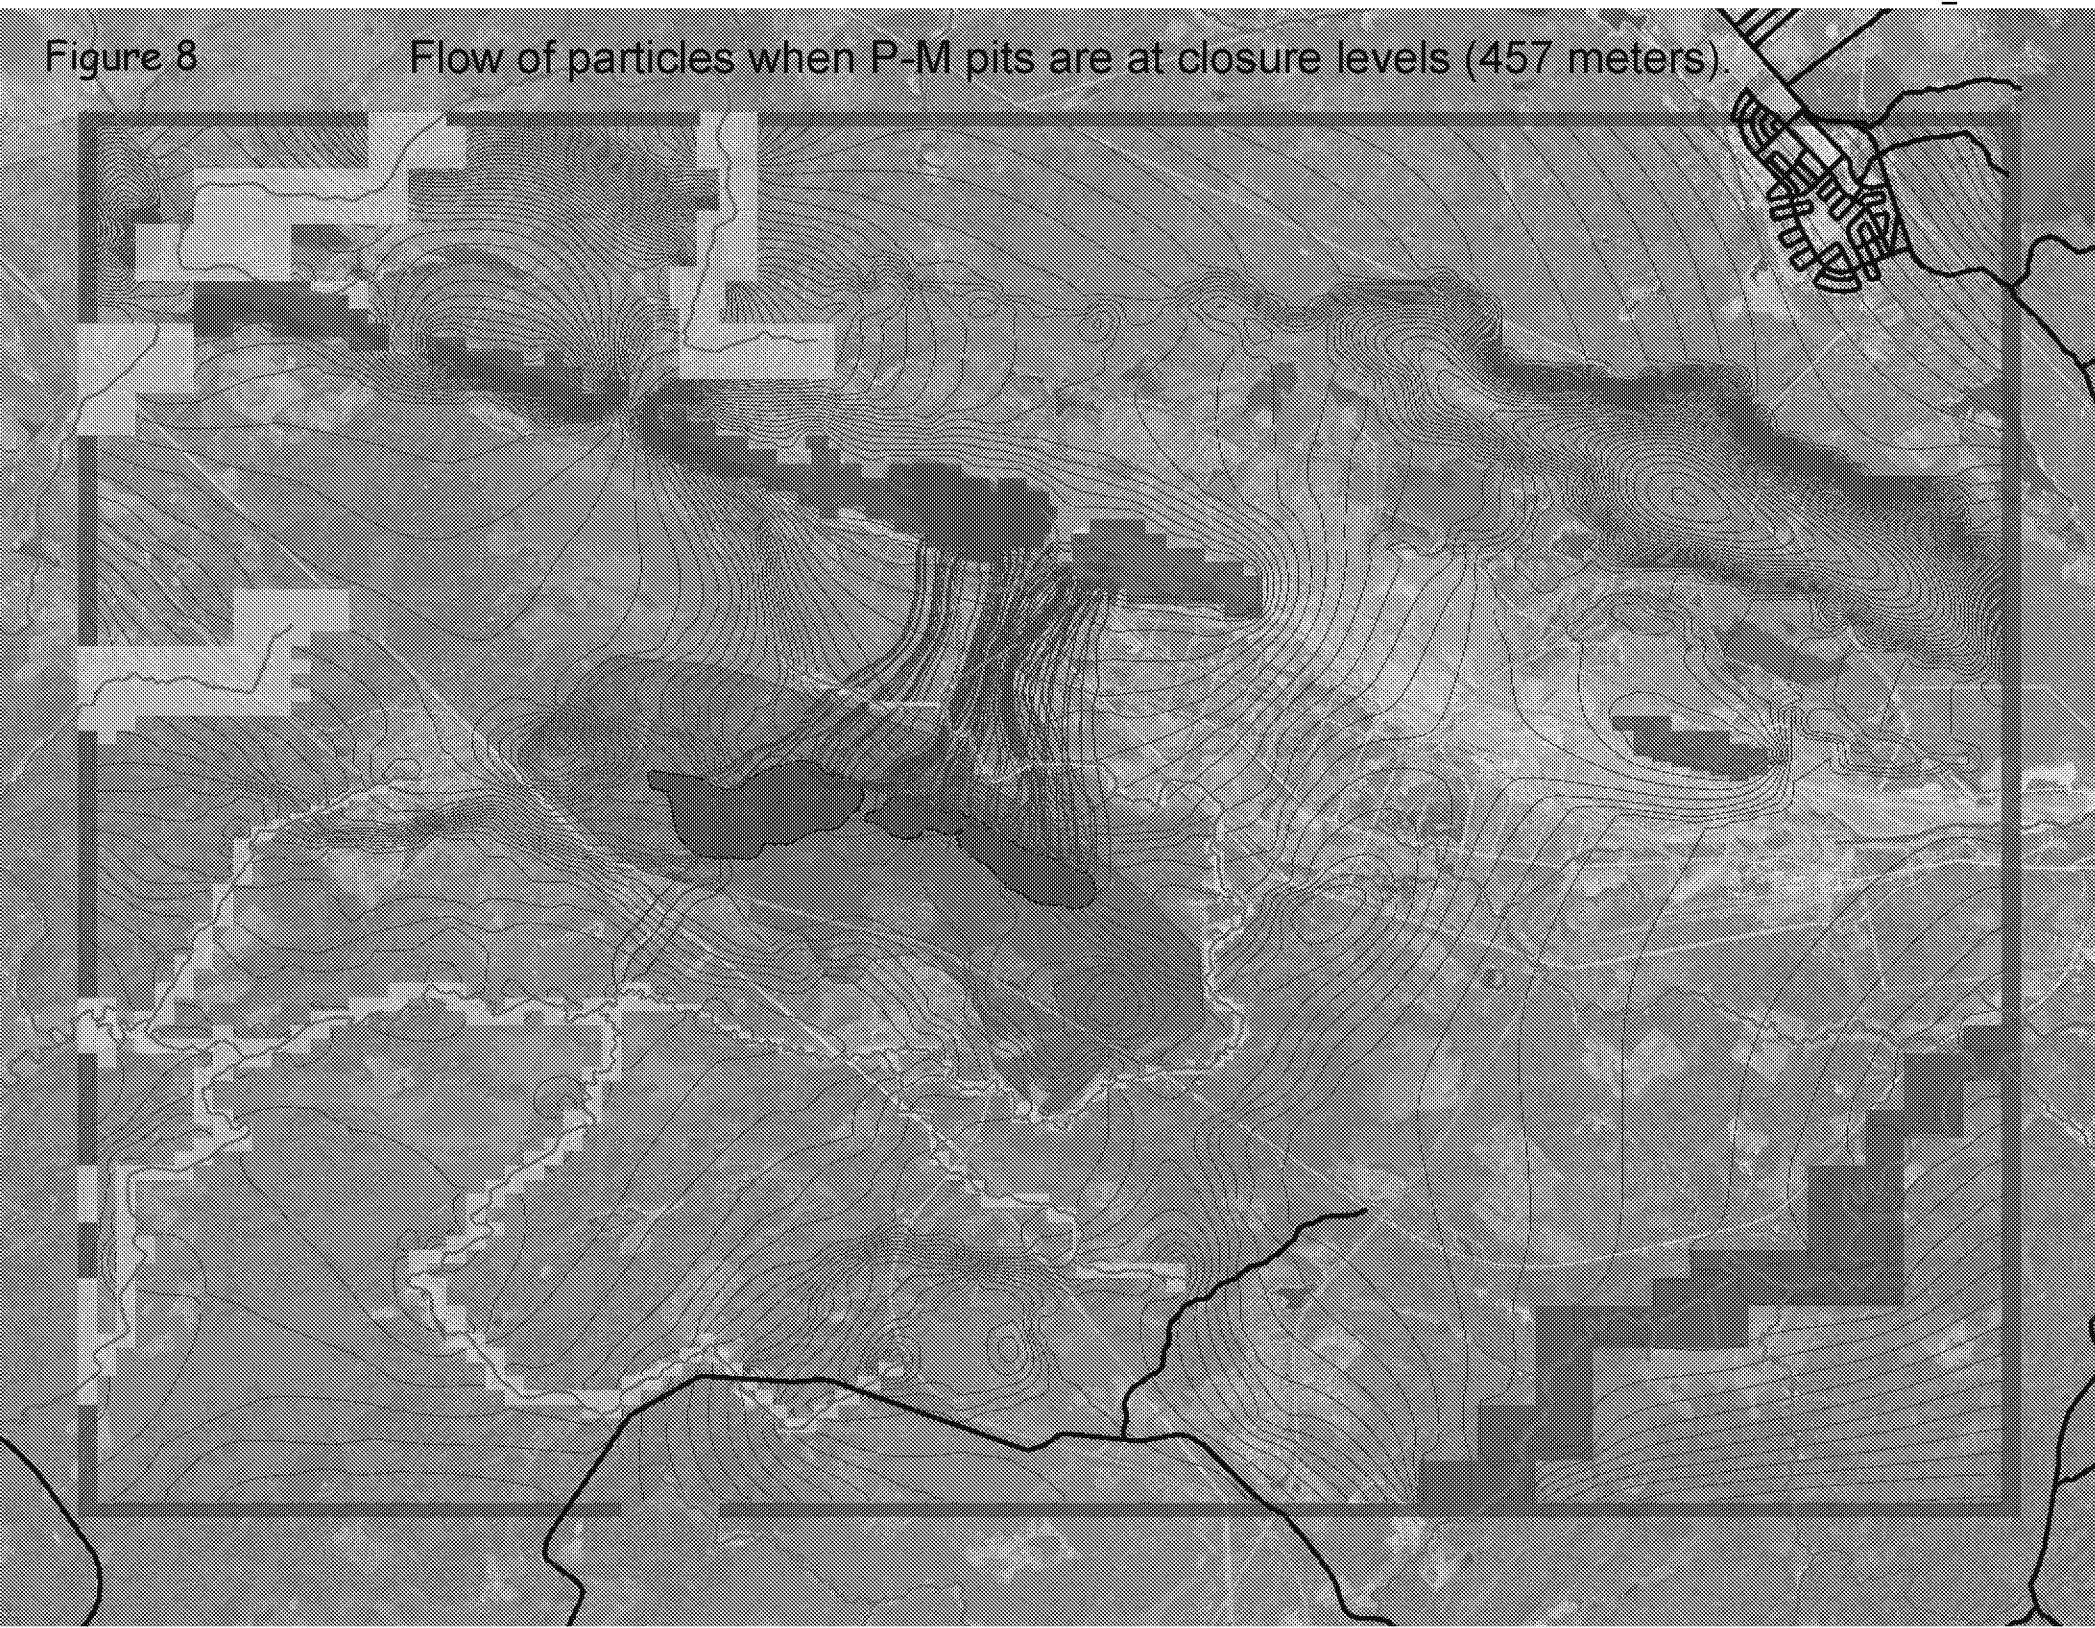 Figure 8 Flow of particles when P-M pits are at closure levels (457 meters).